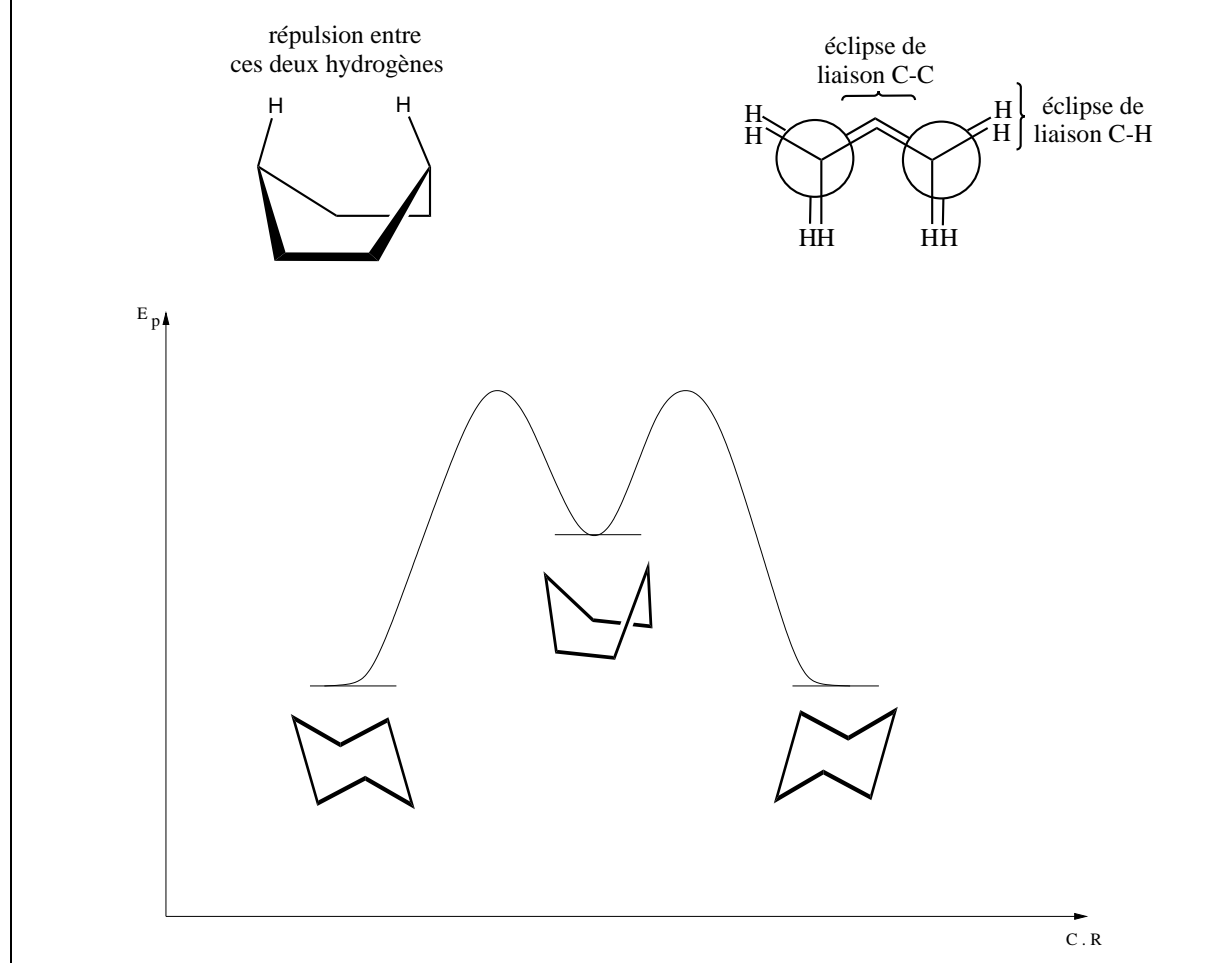 répulsion entre
ces deux hydrogènes
H H
éclipse de
liaison C-C
H
H
H
H
éclipse de
liaison C-H
HH HH
E p
C . R